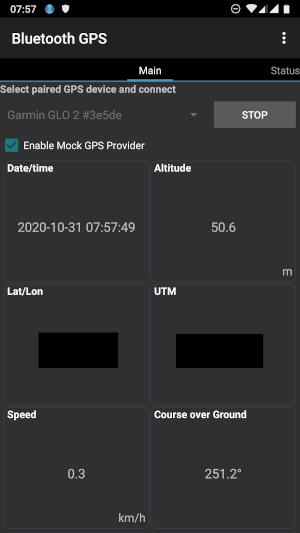 07:57
Bluetooth GPS
Main
Status
Select paired GPS device and connect
Garmin GLO 2 #3e5de
STOP
Enable Mock GPS Provider
Date/time
Altitude
2020-10-31 07:57:49
50.6
m
Lat/Lon
UTM
Speed
Course over Ground
0.3
251.2°
km/h